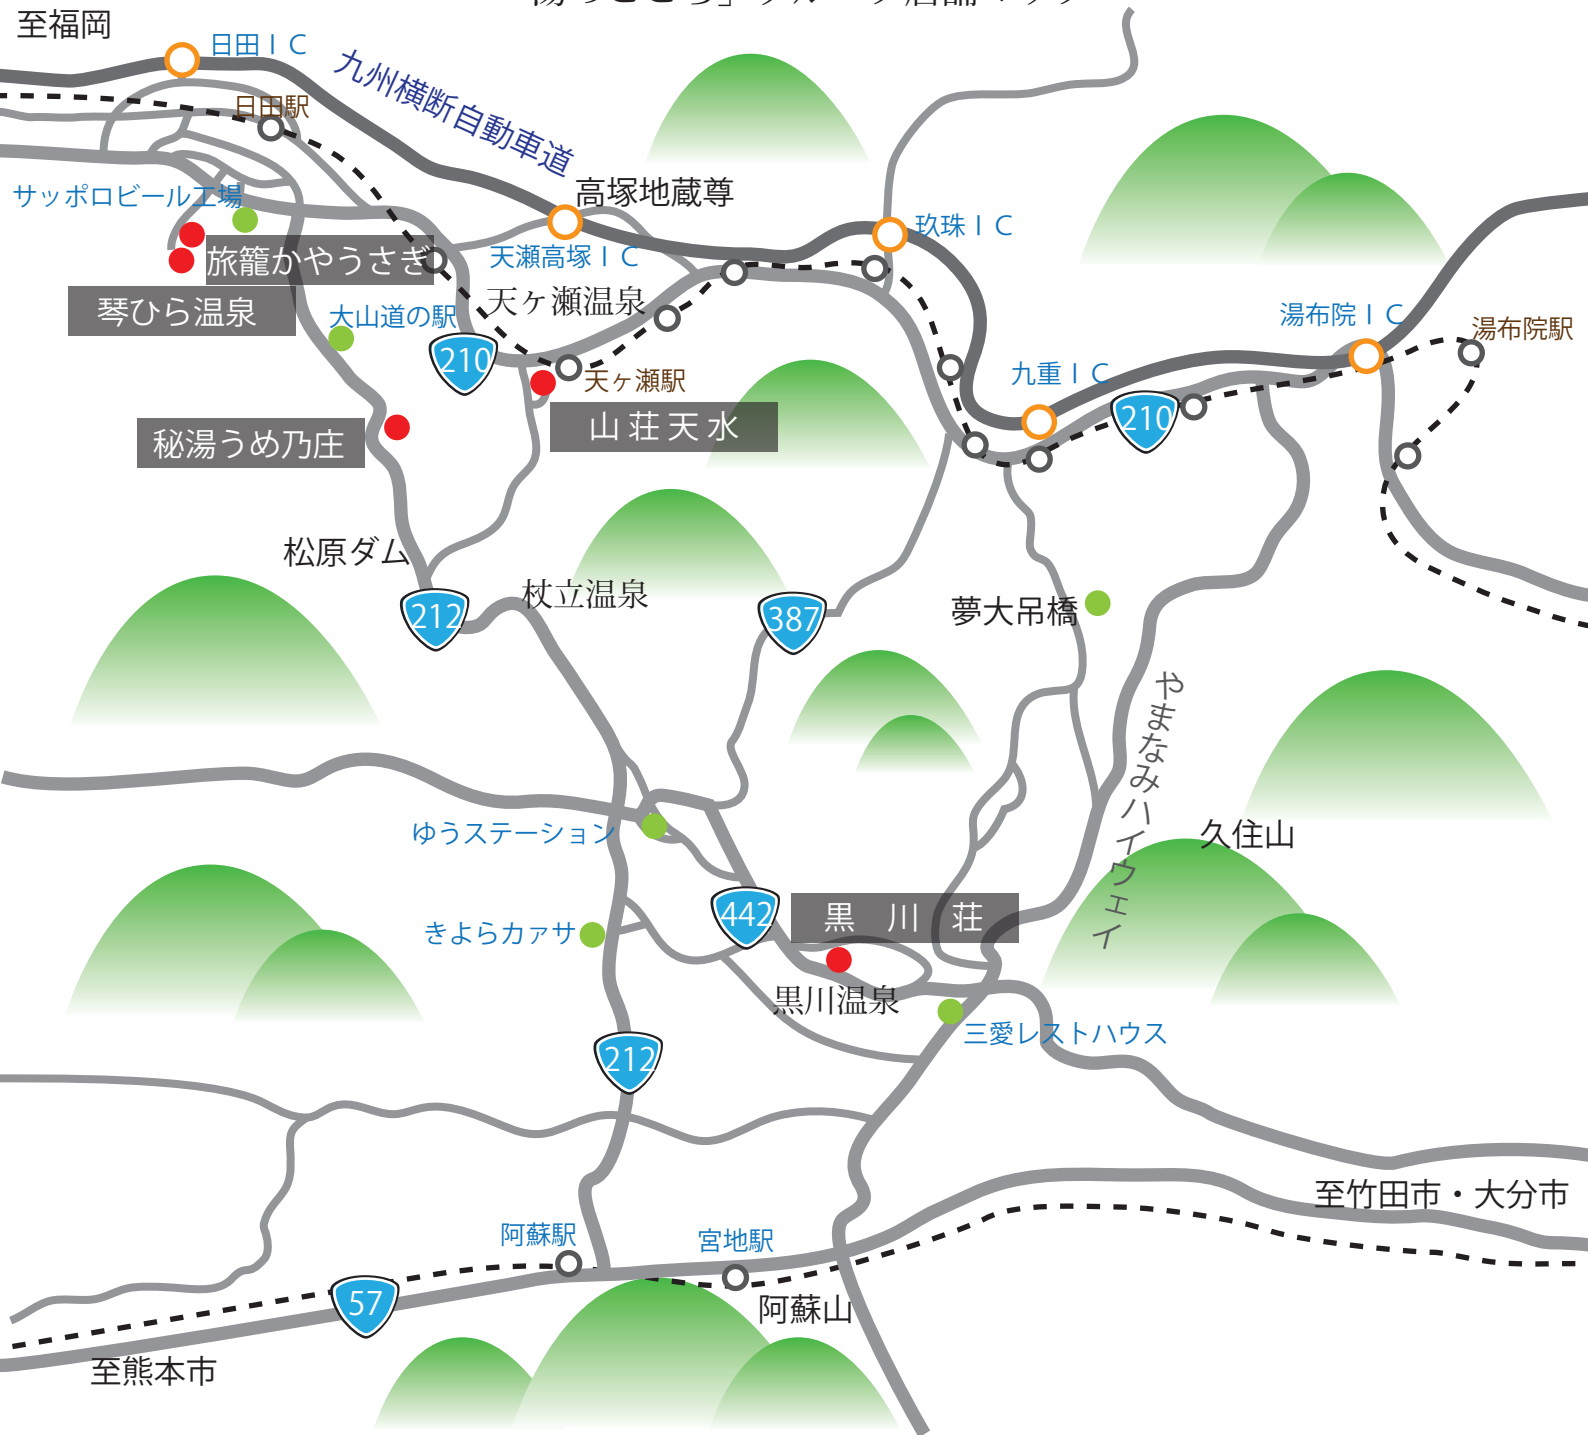 至福岡
日田ＩＣ
九州横断自動車道
日田駅
高塚地蔵尊
サッポロビール工場
玖珠ＩＣ
天瀬高塚ＩＣ
旅籠かやうさぎ
天ケ瀬温泉
琴ひら温泉
大山道の駅
湯布院ＩＣ
湯布院駅
210
天ヶ瀬駅
九重ＩＣ
山荘天水
210
秘湯うめ乃庄
松原ダム
杖立温泉
212
387
夢大吊橋
やまなみハイウェイ
ゆうステーション
久住山
442
黒　川　荘
きよらカァサ
黒川温泉
三愛レストハウス
212
至竹田市・大分市
阿蘇駅
宮地駅
57
阿蘇山
至熊本市